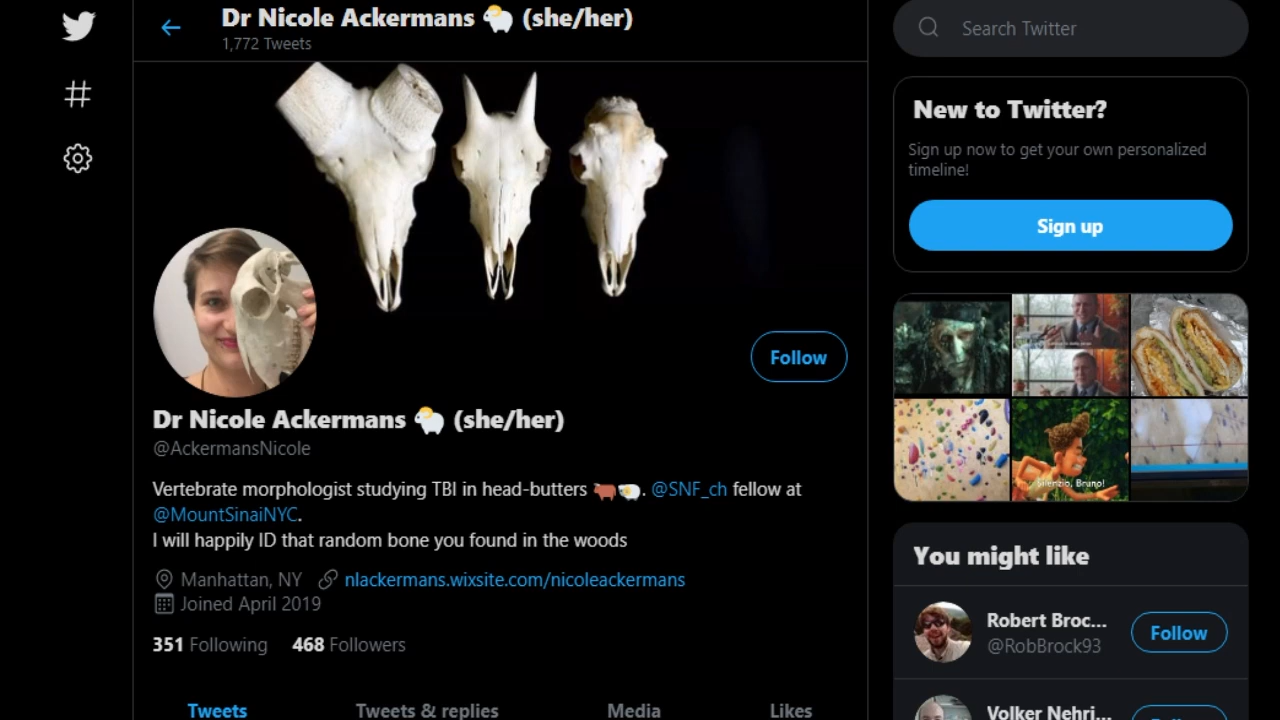 Dr Nicole Ackermans 🐏 (she/her)
1,772 Tweets
Follow
Dr Nicole Ackermans 🐏 (she/her)
@AckermansNicole
Vertebrate morphologist studying TBI in head-butters 🐂🐏. @SNF_ch fellow at
@MountSinaiNYC.
I will happily ID that random bone you found in the woods
Manhattan, NY nlackermans.wixsite.com/nicoleackermans
Joined April 2019
351 Following 468 Followers
Tweets Tweets & replies Media Likes
Search Twitter
New to Twitter?
Sign up now to get your own personalized
timeline!
Sign up
Silenzio, Bruno!
You might like
Robert Broc...
@RobBrock93
Follow
Volker Nehri...